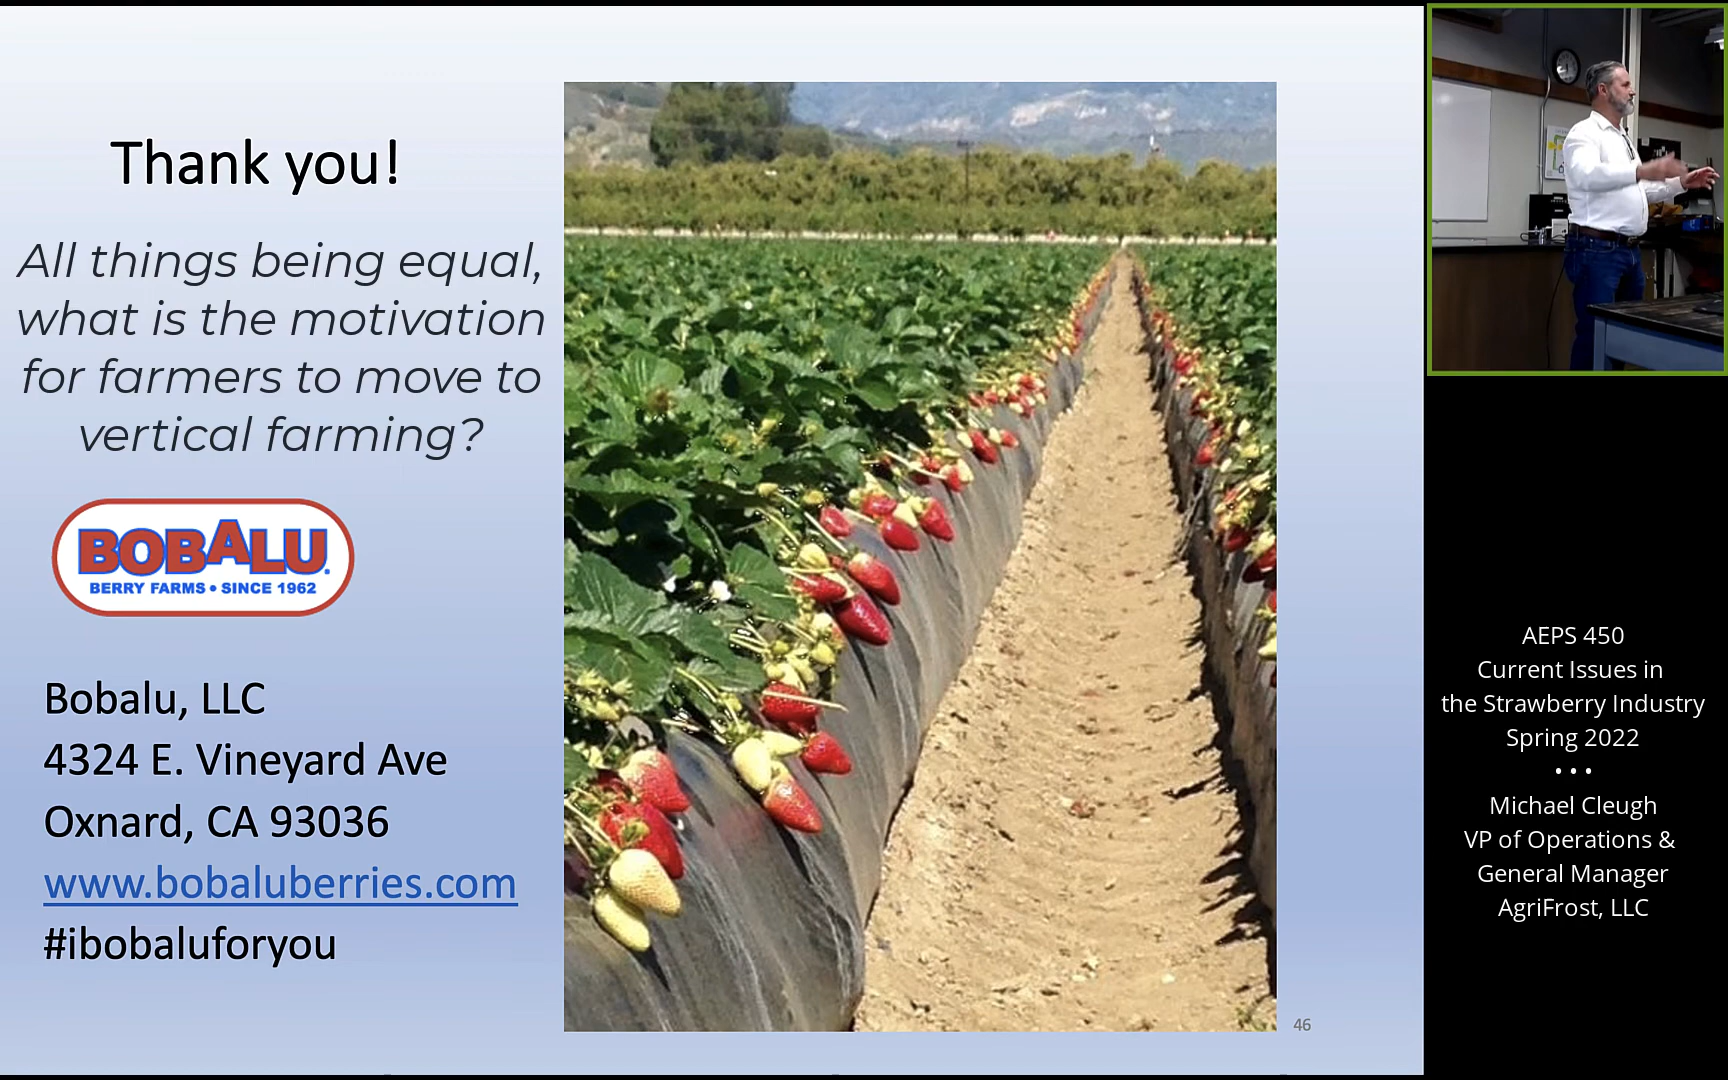 Thank you!
All things being equal,
what is the motivation
for farmers to move to
vertical farming?
BOBALU.
BERRY FARMS • SINCE 1962
Bobalu, LLC
4324 E. Vineyard Ave
Oxnard, CA 93036
www.bobaluberries.com
#ibobaluforyou
46
AEPS 450
Current Issues in
the Strawberry Industry
Spring 2022
• • •
Michael Cleugh
VP of Operations &
General Manager
AgriFrost, LLC